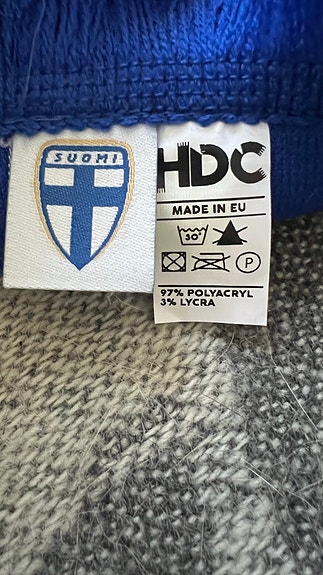 SUOMI
HDC
MADE IN EU
30°
P
97% POLYACRYL
3% LYCRA